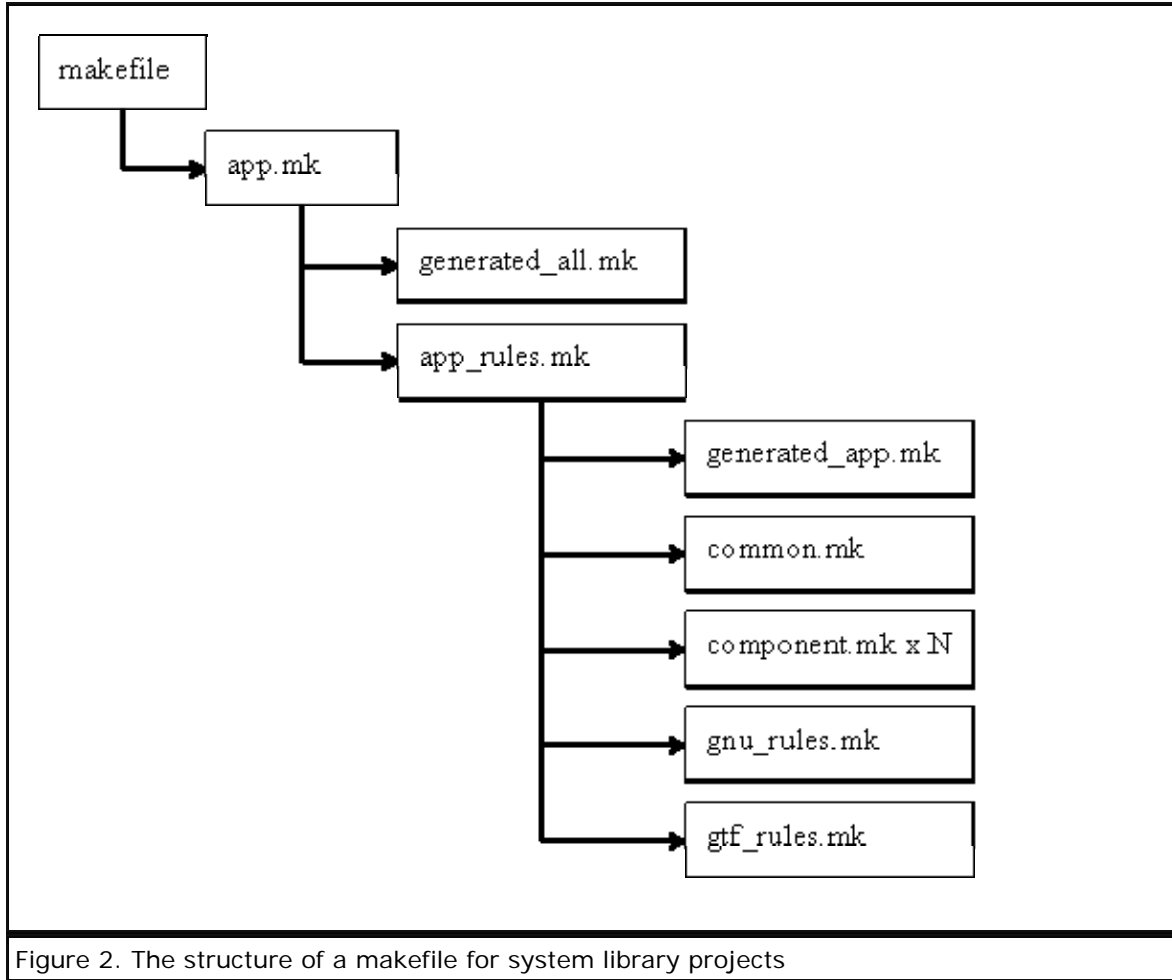 makefile
app.mk
generated_all.mk
app_rules.mk
generated_app.mk
common.mk
component.mk x N
gnu_rules.mk
gtf_rules.mk
Figure 2. The structure of a makefile for system library projects